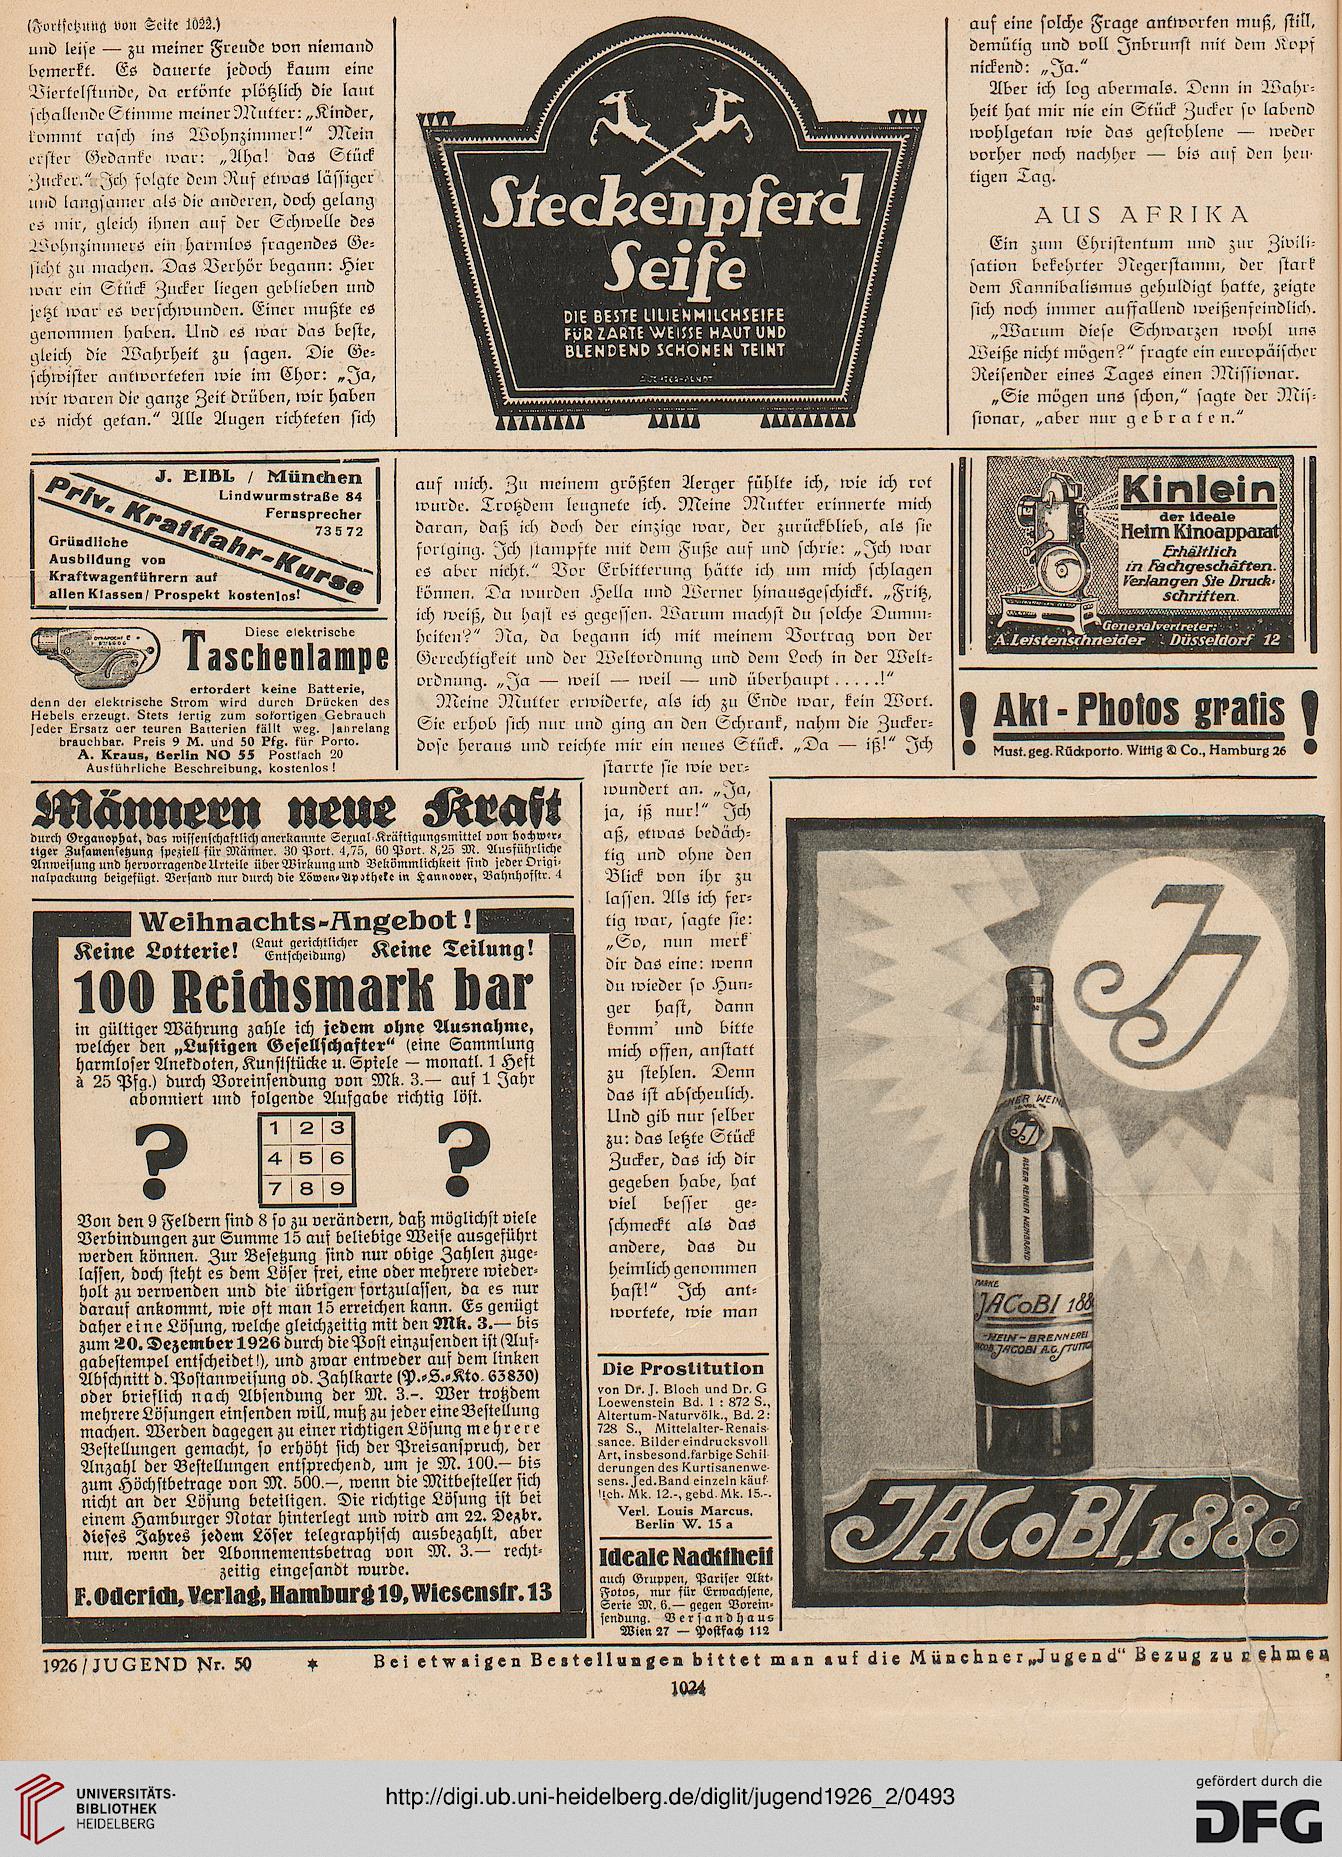 (Fortsetzung von Seite 1022.)
und leise — zu meiner Freude von niemand
bemerkt. Es dauerte jedoch kaum eine
Viertelstunde, da ertönte plötzlich die laut
schallende Stimme meiner Mutter: „Kinder,
kommt rasch ins Wohnzimmer!“ Mein
erster Gedanke war: „Aha! das Stück
Zucker.“ Ich folgte dem Ruf etwas lässiger
und langsamer als die anderen, doch gelang
es mir, gleich ihnen auf der Schwelle des
Wohnzimmers ein harmlos fragendes Ge-
sicht zu machen. Das Verhör begann: Hier
war ein Stück Zucker liegen geblieben und
jetzt war es verschwunden. Einer mußte es
genommen haben. Und es war das beste,
gleich die Wahrheit zu sagen. Die Ge-
schwister antworteten wie im Chor: „Ja,
wir waren die ganze Zeit drüben, wir haben
es nicht getan.“ Alle Augen richteten sich
Steckenpferd
Seife
DIE BESTE LILIENMILCHSEIFE
FÜR ZARTE WEISSE HAUT UND
BLENDEND SCHÖNEN TEINT
auf eine solche Frage antworten muß, still,
demütig und voll Inbrunst mit dem Kopf
nickend: „Ja.“
Aber ich log abermals. Denn in Wahr-
heit hat mir nie ein Stück Zucker so labend
wohlgetan wie das gestohlene — weder
vorher noch nachher — bis auf den heu-
tigen Tag.
AUS AFRIKA
Ein zum Christentum und zur Zivili-
sation bekehrter Negerstamm, der stark
dem Kannibalismus gehuldigt hatte, zeigte
sich noch immer auffallend weißenfeindlich.
„Warum diese Schwarzen wohl uns
Weiße nicht mögen?“ fragte ein europäischer
Reisender eines Tages einen Missionar.
„Sie mögen uns schon,“ sagte der Mis-
sionar, „aber nur gebraten.“
J. EIBL / München
Lindwurmstraße 84
Fernsprecher
73572
Priv. Kraftfahr-Kurse
Gründliche
Ausbildung von
Kraftwagenführern auf
allen Klassen / Prospekt kostenlos!
Diese elektrische
Taschenlampe
erfordert keine Batterie,
denn der elektrische Strom wird durch Drücken des
Hebels erzeugt. Stets fertig zum sofortigen Gebrauch
Jeder Ersatz der teuren Batterien fällt weg. Jahrelang
brauchbar. Preis 9 M. und 50 Pfg. für Porto.
A. Kraus, Berlin NO 55 Postfach 20
Ausführliche Beschreibung, kostenlos!
auf mich. Zu meinem größten Aerger fühlte ich, wie ich rot
wurde. Trotzdem leugnete ich. Meine Mutter erinnerte mich
daran, daß ich doch der einzige war, der zurückblieb, als sie
fortging. Ich stampfte mit dem Fuße auf und schrie: „Ich war
es aber nicht.“ Vor Erbitterung hätte ich um mich schlagen
können. Da wurden Hella und Werner hinausgeschickt. „Fritz,
ich weiß, du hast es gegessen. Warum machst du solche Dumm-
heiten?“ Na, da begann ich mit meinem Vortrag von der
Gerechtigkeit und der Weltordnung und dem Loch in der Welt-
ordnung. „Ja — weil — weil — und überhaupt .....!“
Meine Mutter erwiderte, als ich zu Ende war, kein Wort.
Sie erhob sich nur und ging an den Schrank, nahm die Zucker-
dose heraus und reichte mir ein neues Stück. „Da — iß!“ Ich
starrte sie wie ver-
wundert an. „Ja,
ja, iß nur!“ Ich
aß, etwas bedäch-
tig und ohne den
Blick von ihr zu
lassen. Als ich fer-
tig war, sagte sie:
„So, nun merk'
dir das eine: wenn
du wieder so Hun-
ger hast, dann
komm' und bitte
mich offen, anstatt
zu stehlen. Denn
das ist abscheulich.
Und gib nur selber
zu: das letzte Stück
Zucker, das ich dir
gegeben habe, hat
viel besser ge-
schmeckt als das
andere, das du
heimlich genommen
hast!“ Ich ant-
wortete, wie man
Kinlein
der ideale
Heim Kinoapparat
Erhältlich
in Fachgeschäften.
Verlangen Sie Druck-
schriften.
Generalvertreter:
A. Leistenschneider Düsseldorf 12
! Akt - Photos gratis !
Must. geg. Rückporto. Wittig & Co., Hamburg 26
Männern neue Kraft
durch Organophat, das wissenschaftlich anerkannte Sexual-Kräftigungsmittel von hochwer-
tiger Zusamensetzung speziell für Männer. 30 Port. 4,75, 60 Port. 8,25 M. Ausführliche
Anweisung und hervorragende Urteile über Wirkung und Bekömmlichkeit sind jeder Origi-
nalpackung beigefügt. Versand nur durch die Löwen-Apotheke in Hannover, Bahnhofstr. 4
Weihnachts-Angebot!
Keine Lotterie! (Laut gerichtlicher Entscheidung) Keine Teilung!
100 Reichsmark bar
in gültiger Währung zahle ich jedem ohne Ausnahme,
welcher den „Lustigen Gesellschafter“ (eine Sammlung
harmloser Anekdoten, Kunststücke u. Spiele — monatl. 1 Heft
à 25 Pfg.) durch Voreinsendung von Mk. 3.— auf 1 Jahr
abonniert und folgende Aufgabe richtig löst.
? 1 2 3 ?
4 5 6
7 8 9
Von den 9 Feldern sind 8 so zu verändern, daß möglichst viele
Verbindungen zur Summe 15 auf beliebige Weise ausgeführt
werden können. Zur Besetzung sind nur obige Zahlen zuge-
lassen, doch steht es dem Löser frei, eine oder mehrere wieder-
holt zu verwenden und die übrigen fortzulassen, da es nur
darauf ankommt, wie oft man 15 erreichen kann. Es genügt
daher eine Lösung, welche gleichzeitig mit den Mk. 3.— bis
zum 20. Dezember 1926 durch die Post einzusenden ist (Auf-
gabestempel entscheidet!), und zwar entweder auf dem linken
Abschnitt d. Postanweisung od. Zahlkarte (P.-S.-Kto. 63830)
oder brieflich nach Absendung der M. 3.-. Wer trotzdem
mehrere Lösungen einsenden will, muß zu jeder eine Bestellung
machen. Werden dagegen zu einer richtigen Lösung mehrere
Bestellungen gemacht, so erhöht sich der Preisanspruch, der
Anzahl der Bestellungen entsprechend, um je M. 100.— bis
zum Höchstbetrage von M. 500.—, wenn die Mitbesteller sich
nicht an der Lösung beteiligen. Die richtige Lösung ist bei
einem Hamburger Notar hinterlegt und wird am 22. Dezbr.
dieses Jahres jedem Löser telegraphisch ausbezahlt, aber
nur, wenn der Abonnementsbetrag von M. 3.— recht-
zeitig eingesandt wurde.
F. Oderich, Verlag, Hamburg 19, Wiesenstr. 13
Die Prostitution
von Dr. J. Bloch und Dr. G
Loewenstein Bd. 1 : 872 S.,
Altertum-Naturvölk., Bd. 2:
728 S., Mittelalter-Renais-
sance. Bilder eindrucksvoll
Art, insbesond. farbige Schil-
derungen des Kurtisanenwe-
sens. Jed. Band einzeln käuf-
lich. Mk. 12.-, gebd. Mk. 15.-.
Verl. Louis Marcus,
Berlin W. 15 a
Ideale Nacktheit
auch Gruppen, Pariser Akt-
Fotos, nur für Erwachsene,
Serie M. 6.— gegen Vorein-
sendung. Versandhaus
Wien 27 — Postfach 112
JJ
JJ
ALTER REINER WEINBRAND
MARKE
JACOBI 188
WEIN-BRENNEREI
JACOB JACOBI A.G. STUTTG
JACOBI, 1880
1926 / JUGEND Nr. 50 * Bei etwaigen Bestellungen bittet man auf die Münchner „Jugend“ Bezug zu nehmen
1024
UNIVERSITÄTS-
BIBLIOTHEK
HEIDELBERG
http://digi.ub.uni-heidelberg.de/diglit/jugend1926_2/0493
gefördert durch die
DFG